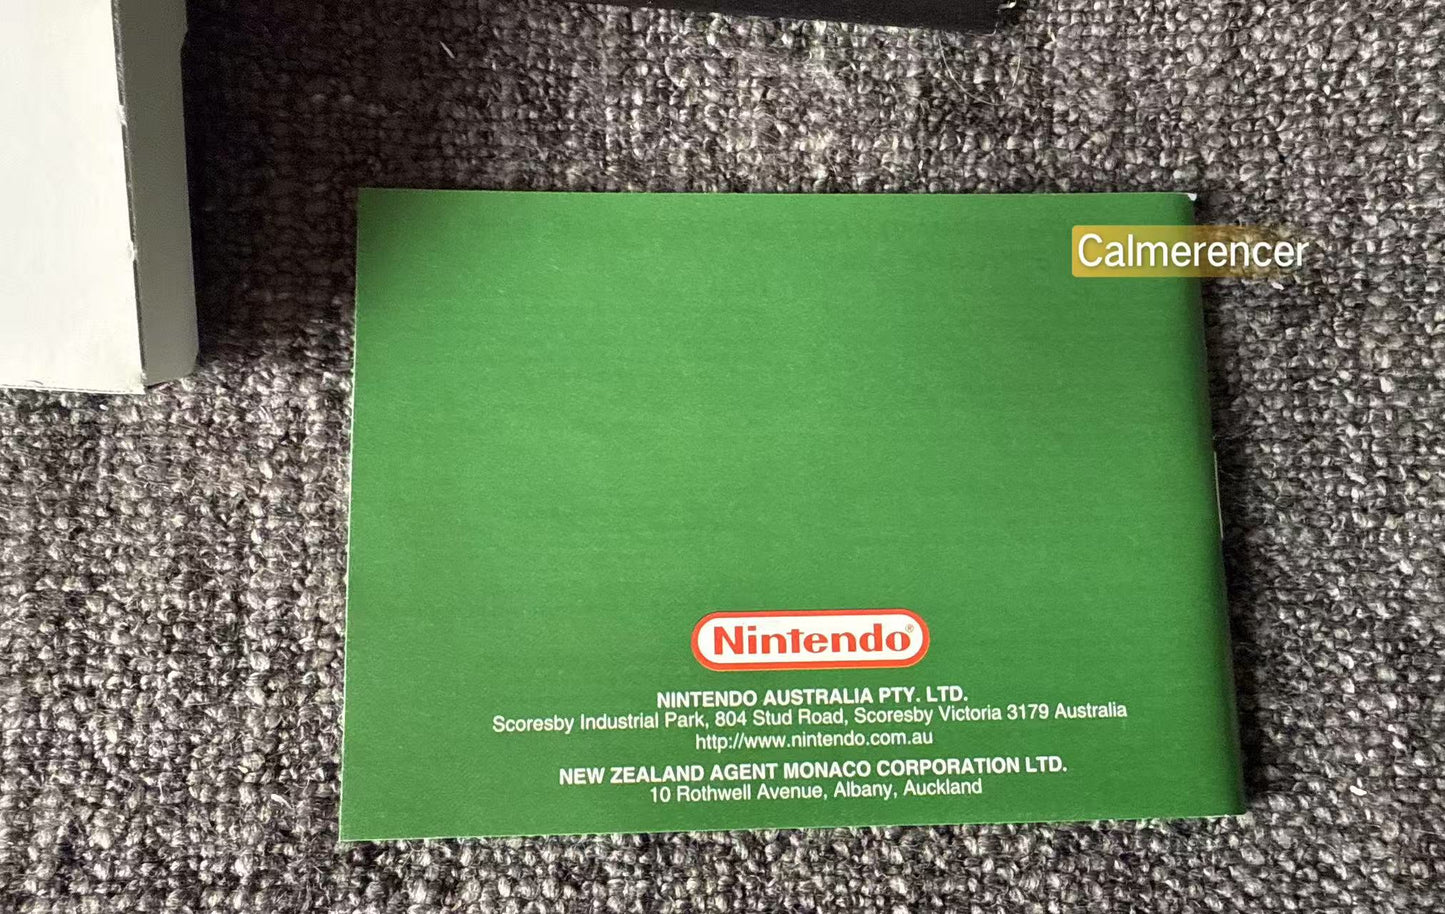 Calmerencer
Nintendo®
NINTENDO AUSTRALIA PTY. LTD.
Scoresby Industrial Park, 804 Stud Road, Scoresby Victoria 3179 Australia
http://www.nintendo.com.au
NEW ZEALAND AGENT MONACO CORPORATION LTD.
10 Rothwell Avenue, Albany, Auckland